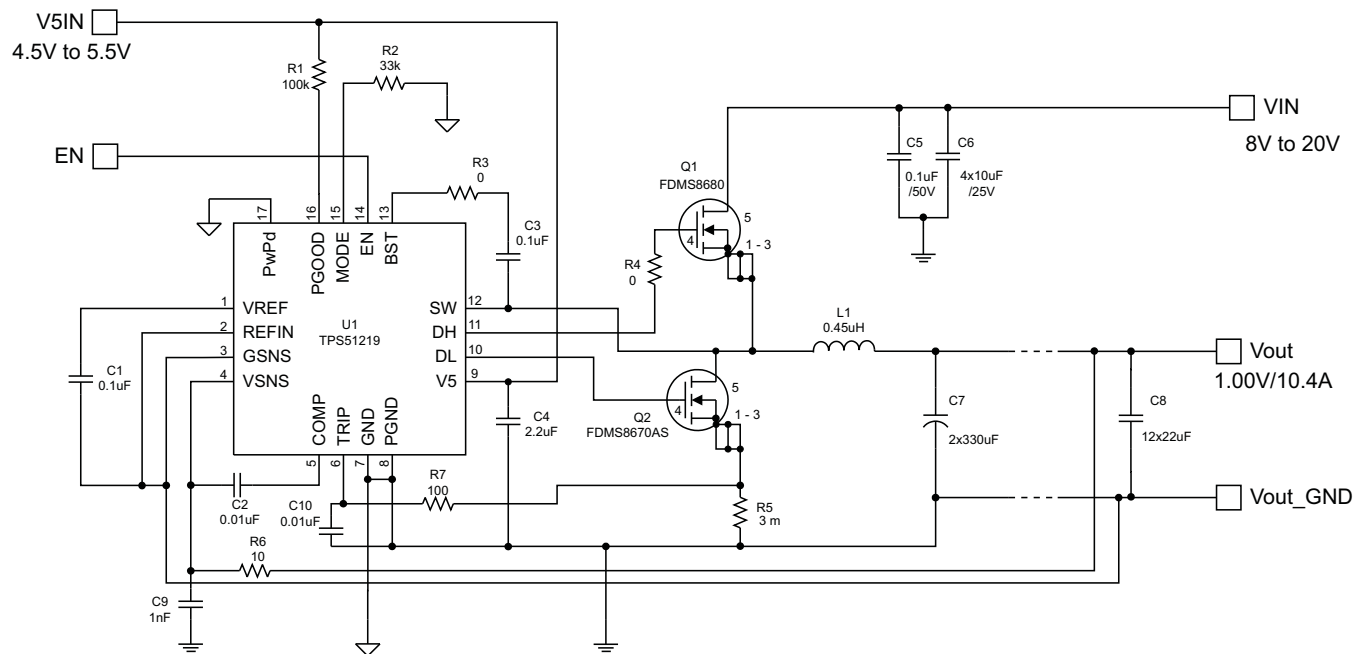 V5IN
4.5V to 5.5V
R1
100k
R2
33k
VIN
8V to 20V
C5
0.1uF
/50V
C6
4x10uF
/25V
EN
R3
0
Q1
FDMS8680
5
4
1 - 3
C3
0.1uF
R4
0
17
16
15
14
13
PwPd
PGOOD
MODE
EN
BST
1
VREF
2
REFIN
3
GSNS
4
VSNS
U1
TPS51219
SW
12
DH
11
DL
10
V5
9
COMP
TRIP
GND
PGND
5
6
7
8
C1
0.1uF
L1
0.45uH
Vout
1.00V/10.4A
5
4
1 - 3
Q2
FDMS8670AS
C4
2.2uF
C7
2x330uF
C8
12x22uF
C2
0.01uF
C10
0.01uF
R7
100
R5
3 m
Vout_GND
R6
10
C9
1nF